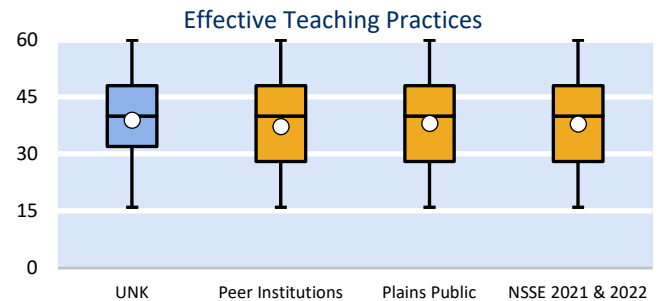 Effective Teaching Practices
60
45
30
15
0
UNK Peer Institutions Plains Public NSSE 2021 & 2022